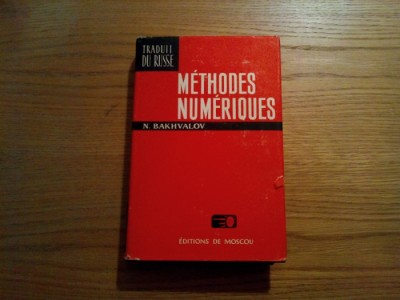 TRADUIT
DU RUSSE
MÉTHODES
NUMÉRIQUES
N. BAKHVALOV
ÉDITIONS DE MOSCOU